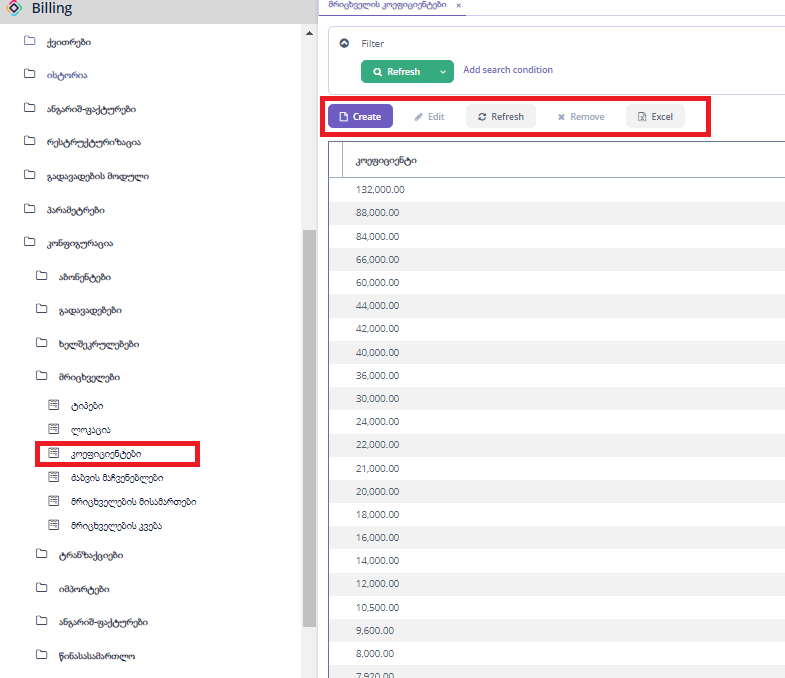 Billing
ქვითრები
ისტორია
ანგარიშ-ფაქტურები
რესტრუქტურიზაცია
გადავადების მოდული
პარამეტრები
კონფიგურაცია
აბონენტები
გადავადებები
ხელშეკრულებები
მრიცხველები
ტიპები
ლოკაცია
კოეფიციენტები
ძაბვის მაჩვენებლები
მრიცხველების მისამართები
მრიცხველების კვება
ტრანზაქციები
იმპორტები
ანგარიშ-ფაქტურები
წინასასამართლო
მრიცხველის კოეფიციენტები ×
Filter
Refresh Add search condition
Create Edit Refresh Remove Excel
კოეფიციენტი
132,000.00
88,000.00
84,000.00
66,000.00
60,000.00
44,000.00
42,000.00
40,000.00
36,000.00
30,000.00
24,000.00
22,000.00
21,000.00
20,000.00
18,000.00
16,000.00
14,000.00
12,000.00
10,500.00
9,600.00
8,000.00
7,920.00